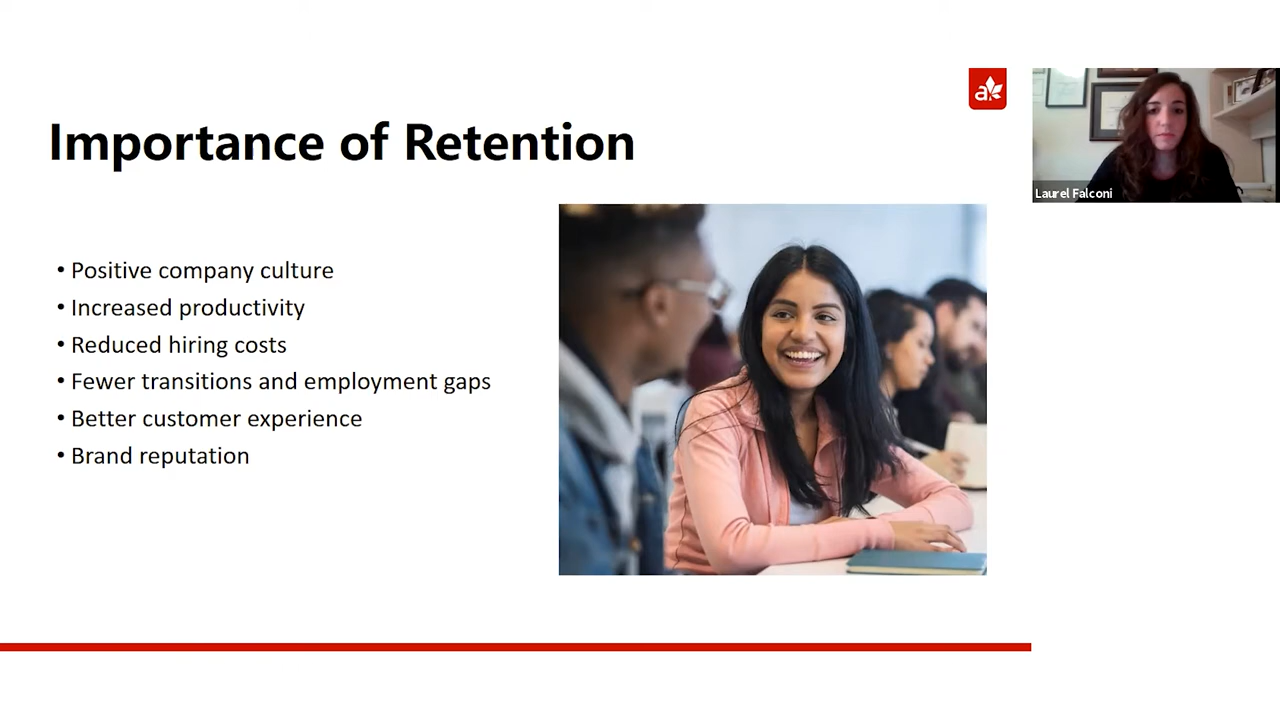 a
Importance of Retention
Laurel Falconi
• Positive company culture
• Increased productivity
• Reduced hiring costs
• Fewer transitions and employment gaps
• Better customer experience
• Brand reputation